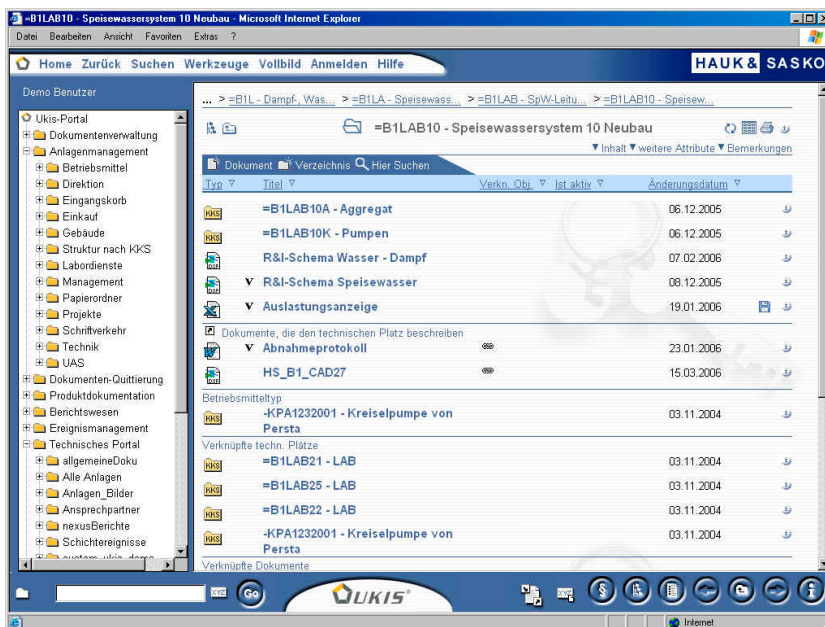 =B1LAB10 - Speisewassersystem 10 Neubau - Microsoft Internet Explorer
Datei Bearbeiten Ansicht Favoriten Extras ?
Home Zurück Suchen Werkzeuge Vollbild Anmelden Hilfe
HAUK & SASKO
Demo Benutzer
Ukis-Portal
Dokumentenverwaltung
Anlagenmanagement
Betriebsmittel
Direktion
Eingangskorb
Einkauf
Gebäude
Struktur nach KKS
Labordienste
Management
Papierordner
Projekte
Schriftverkehr
Technik
UAS
Dokumenten-Quittierung
Produktdokumentation
Berichtswesen
Ereignismanagement
Technisches Portal
allgemeineDoku
Alle Anlagen
Anlagen_Bilder
Ansprechpartner
nexusBerichte
Schichtereignisse
... > =B1L - Dampf-, Was... > =B1LA - Speisewass... > =B1LAB - SpW-Leitu... > =B1LAB10 - Speisew...
=B1LAB10 - Speisewassersystem 10 Neubau
Inhalt weitere Attribute Bemerkungen
Dokument Verzeichnis Hier Suchen
Typ Titel Verkn. Obj. Ist aktiv Änderungsdatum
KKS =B1LAB10A - Aggregat 06.12.2005
KKS =B1LAB10K - Pumpen 06.12.2005
R&I-Schema Wasser - Dampf 07.02.2006
V R&I-Schema Speisewasser 08.12.2005
V Auslastungsanzeige 19.01.2006
Dokumente, die den technischen Platz beschreiben
V Abnahmeprotokoll 23.01.2006
HS_B1_CAD27 15.03.2006
Betriebsmitteltyp
KKS -KPA1232001 - Kreiselpumpe von Persta 03.11.2004
Verknüpfte techn. Plätze
KKS =B1LAB21 - LAB 03.11.2004
KKS =B1LAB25 - LAB 03.11.2004
KKS =B1LAB22 - LAB 03.11.2004
KKS -KPA1232001 - Kreiselpumpe von Persta 03.11.2004
Verknüpfte Dokumente
XYZ Go UKIS XYZ §
Internet